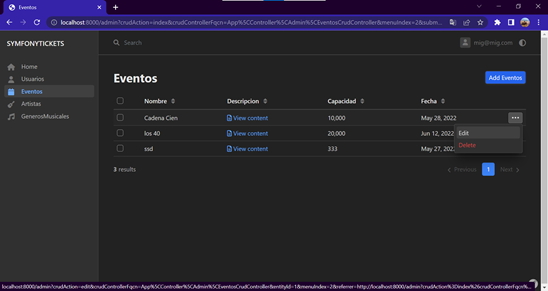 Eventos
localhost:8000/admin?crudAction=index&crudControllerFqcn=App%5CController%5CAdmin%5CEventosCrudController&menuIndex=2&subm...
SYMFONYTICKETS
Search
mig@mig.com
Home
Usuarios
Eventos
Artistas
GenerosMusicales
Eventos
Add Eventos
Nombre Descripcion Capacidad Fecha
Cadena Cien View content 10,000 May 28, 2022
los 40 View content 20,000 Jun 12, 2022
ssd View content 333 May 27, 2022
Edit
Delete
3 results
Previous 1 Next
localhost:8000/admin?crudAction=edit&crudControllerFqcn=App%5CController%5CAdmin%5CEventosCrudController&entityId=1&menuIndex=2&referrer=http://localhost:8000/admin?crudAction%3Dindex%26crudControllerFqcn%...